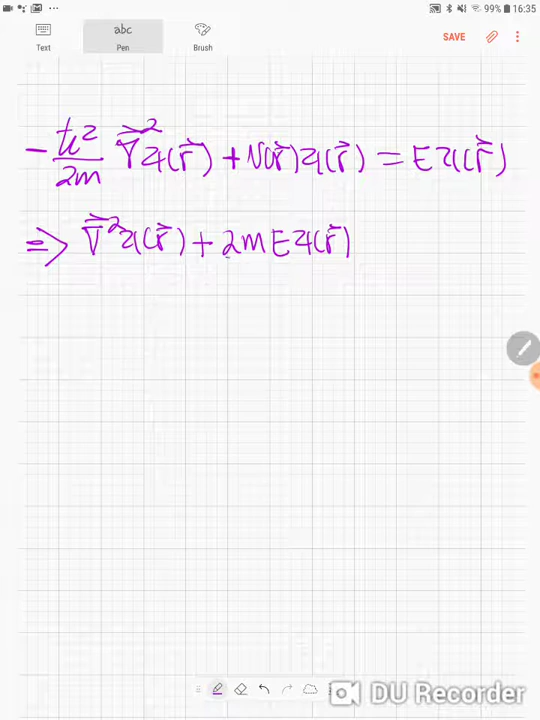 99% 16:35
abc
Text Pen Brush SAVE
-ħ²/2m ∇⃗²ψ(r⃗) + V(r⃗)ψ(r⃗) = Eψ(r⃗)
=> ∇⃗²ψ(r⃗) + 2mEψ(r⃗)
DU Recorder